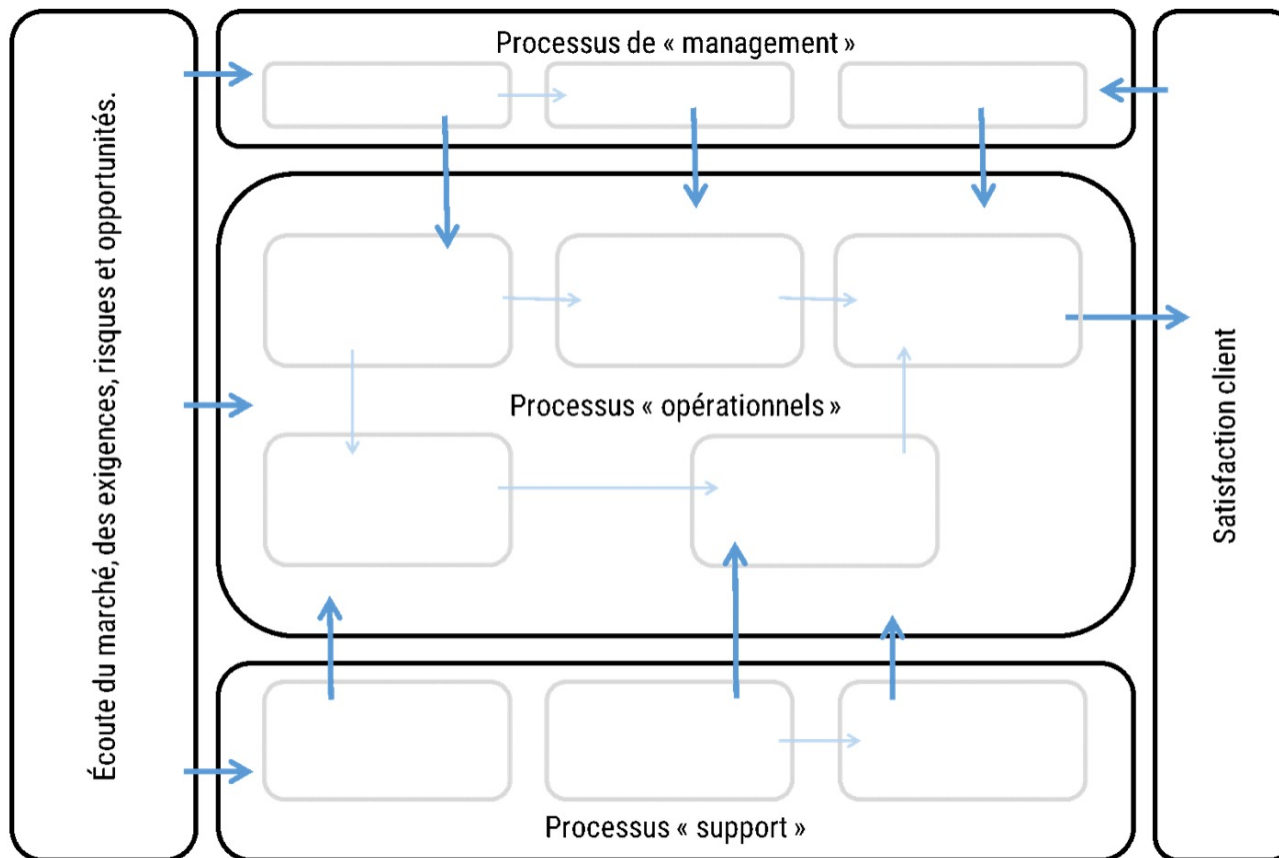 Processus de « management »
Écoute du marché, des exigences, risques et opportunités.
Processus « opérationnels »
Satisfaction client
Processus « support »